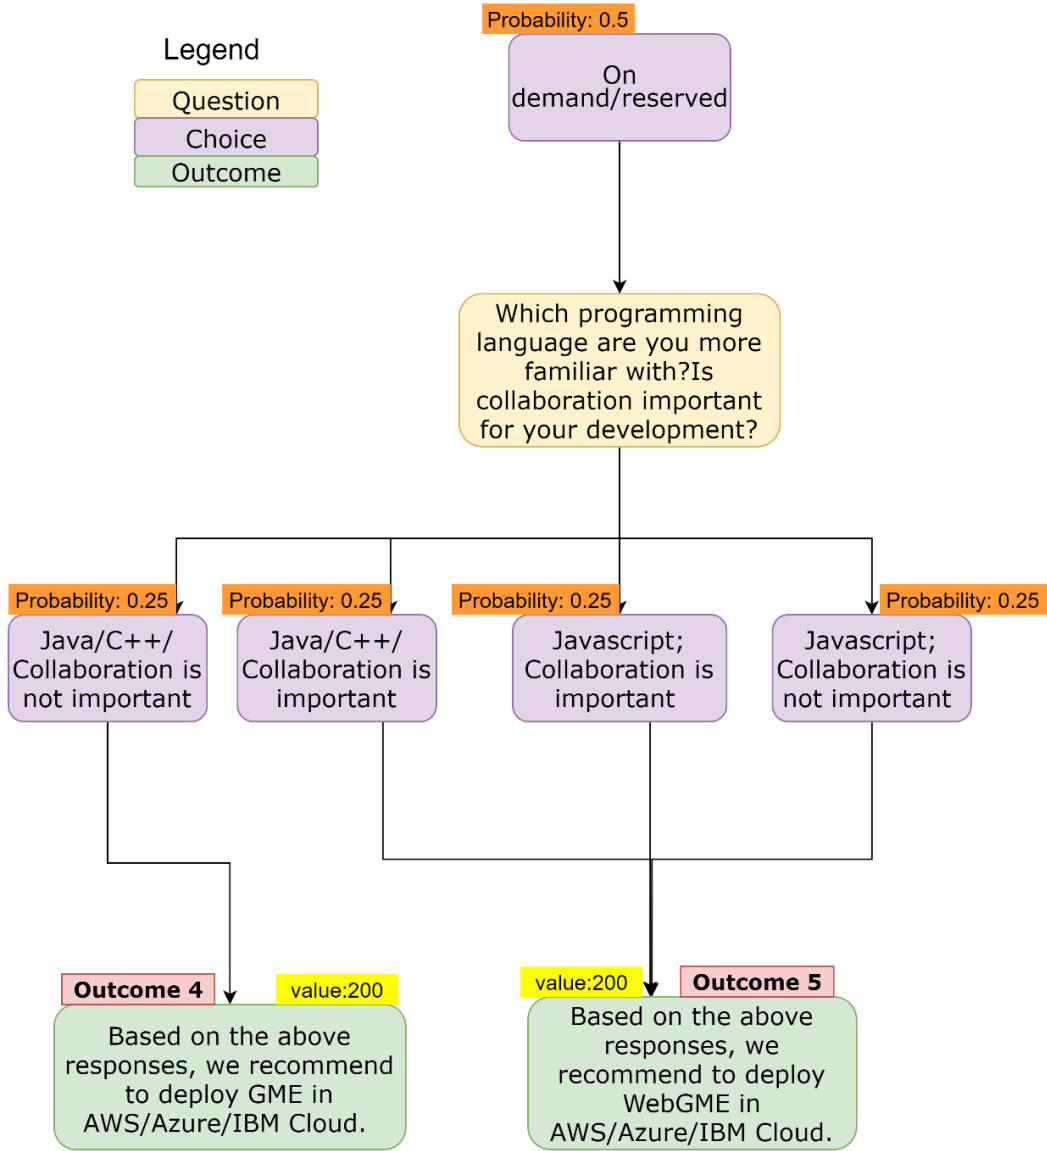 Probability: 0.5
Legend
On
demand/reserved
Question
Choice
Outcome
Which programming
language are you more
familiar with?Is
collaboration important
for your development?
Probability: 0.25
Probability: 0.25
Probability: 0.25
Probability: 0.25
Java/C++/
Collaboration is
not important
Java/C++/
Collaboration is
important
Javascript;
Collaboration is
important
Javascript;
Collaboration is
not important
Outcome 4
value:200
Based on the above
responses, we recommend
to deploy GME in
AWS/Azure/IBM Cloud.
value:200
Outcome 5
Based on the above
responses, we
recommend to deploy
WebGME in
AWS/Azure/IBM Cloud.